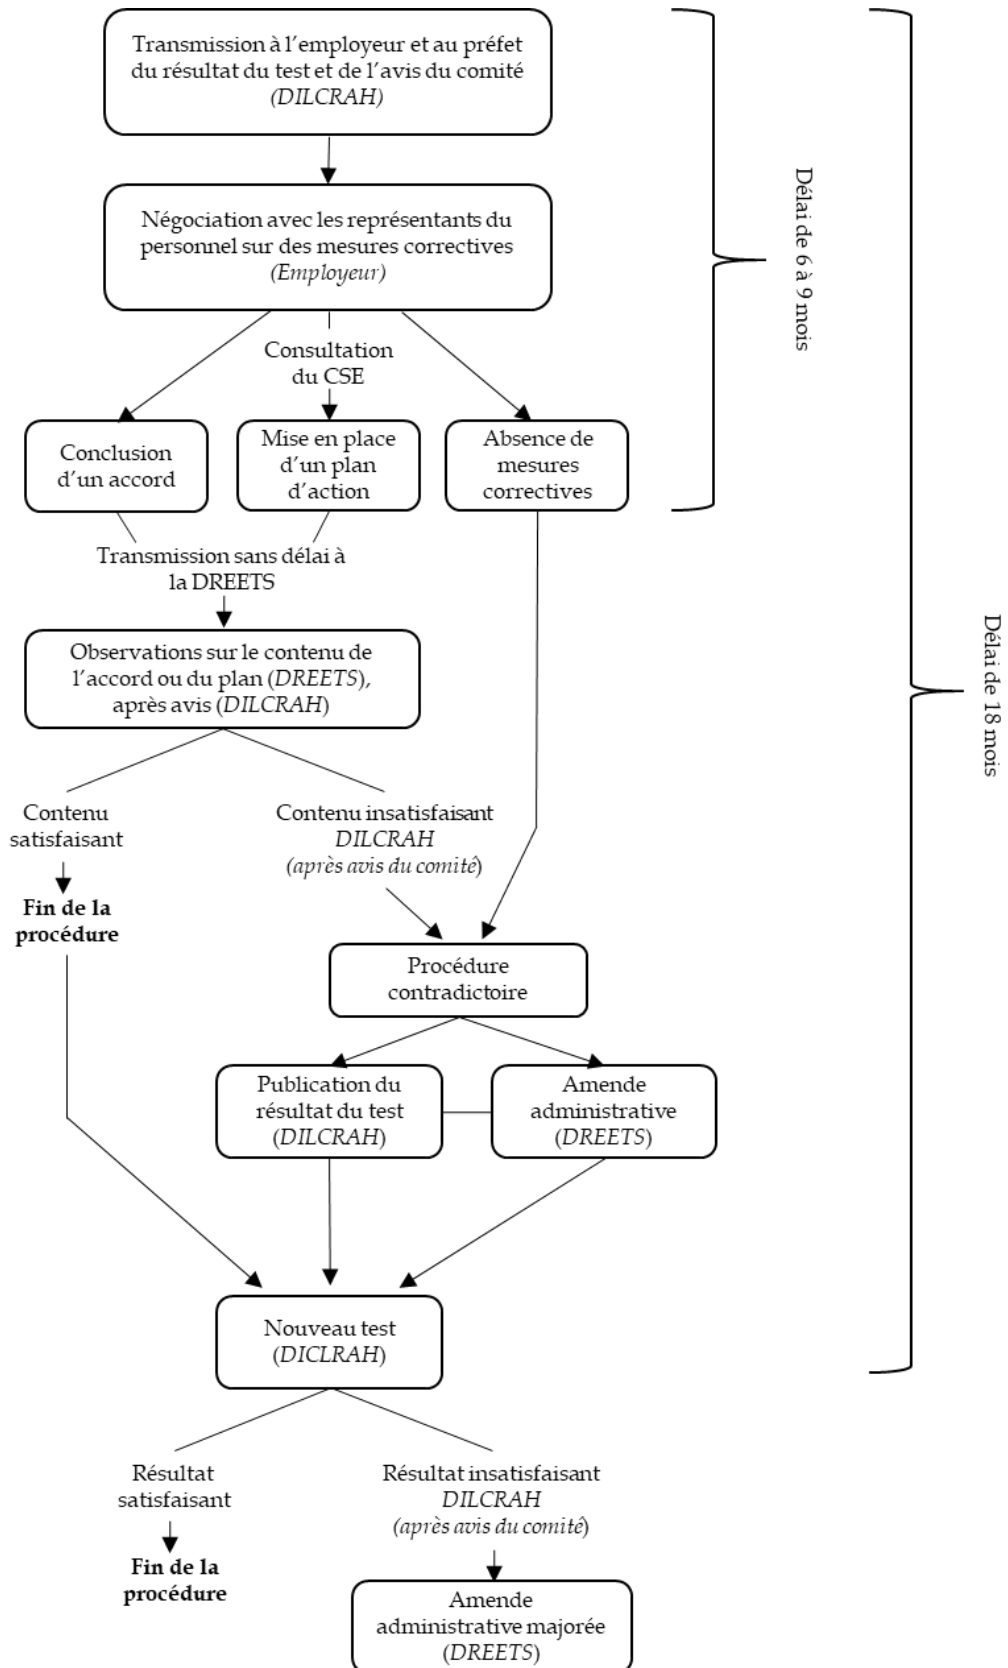 Transmission à l'employeur et au préfet
du résultat du test et de l'avis du comité
(DILCRAH)
Négociation avec les représentants du
personnel sur des mesures correctives
(Employeur)
Délai de 6 à 9 mois
Consultation
du CSE
Conclusion
d'un accord
Mise en place
d'un plan
d'action
Absence de
mesures
correctives
Transmission sans délai à
la DREETS
Observations sur le contenu de
l'accord ou du plan (DREETS),
après avis (DILCRAH)
Délai de 18 mois
Contenu
satisfaisant
Fin de la
procédure
Contenu insatisfaisant
DILCRAH
(après avis du comité)
Procédure
contradictoire
Publication du
résultat du test
(DILCRAH)
Amende
administrative
(DREETS)
Nouveau test
(DICLRAH)
Résultat
satisfaisant
Fin de la
procédure
Résultat insatisfaisant
DILCRAH
(après avis du comité)
Amende
administrative majorée
(DREETS)